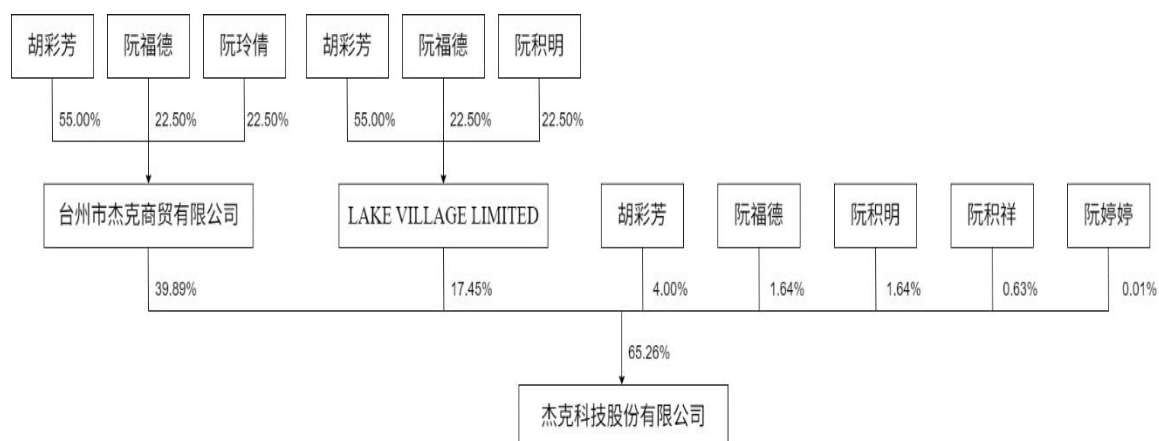 胡彩芳
阮福德
阮玲倩
胡彩芳
阮福德
阮积明
55.00%
22.50%
22.50%
55.00%
22.50%
22.50%
台州市杰克商贸有限公司
LAKE VILLAGE LIMITED
胡彩芳
阮福德
阮积明
阮积祥
阮婷婷
39.89%
17.45%
4.00%
1.64%
1.64%
0.63%
0.01%
65.26%
杰克科技股份有限公司